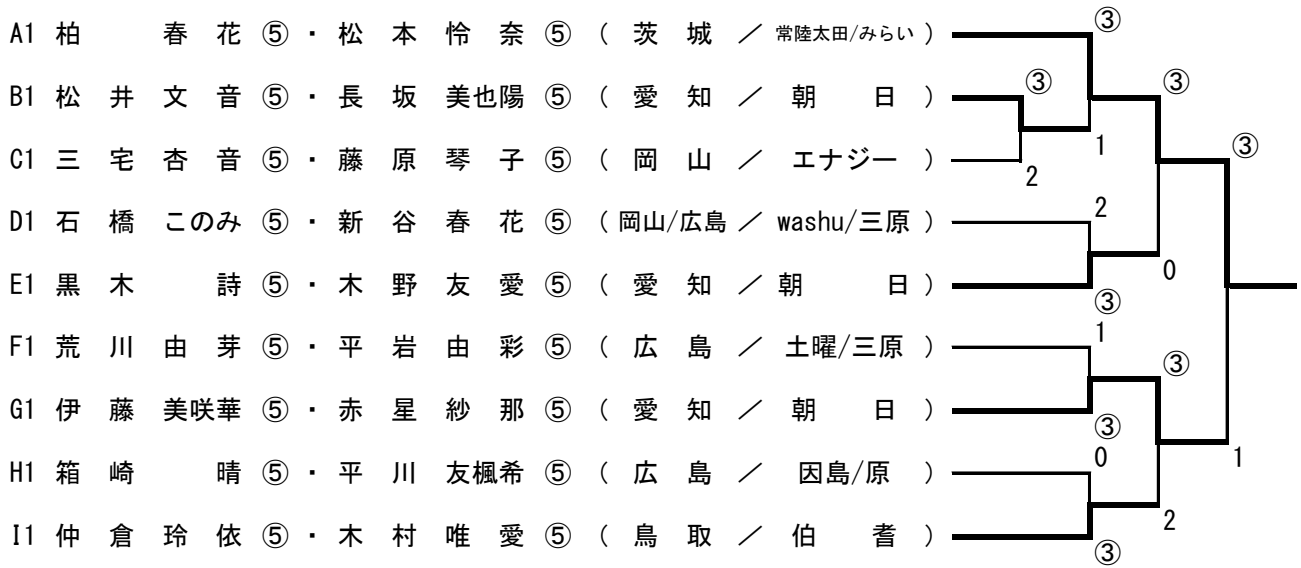 A1 柏 春 花 ⑤ ・ 松 本 怜 奈 ⑤ ( 茨 城 ／ 常陸太田/みらい ) ③
B1 松 井 文 音 ⑤ ・ 長 坂 美也陽 ⑤ ( 愛 知 ／ 朝 日 ) ③ ③
1 ③
C1 三 宅 杏 音 ⑤ ・ 藤 原 琴 子 ⑤ ( 岡 山 ／ エナジー ) 2
D1 石 橋 このみ ⑤ ・ 新 谷 春 花 ⑤ ( 岡山/広島 ／ washu/三原 ) 2
0
E1 黒 木 詩 ⑤ ・ 木 野 友 愛 ⑤ ( 愛 知 ／ 朝 日 ) ③
F1 荒 川 由 芽 ⑤ ・ 平 岩 由 彩 ⑤ ( 広 島 ／ 土曜/三原 ) 1
③
G1 伊 藤 美咲華 ⑤ ・ 赤 星 紗 那 ⑤ ( 愛 知 ／ 朝 日 ) ③
H1 箱 崎 晴 ⑤ ・ 平 川 友楓希 ⑤ ( 広 島 ／ 因島/原 ) 0 1
2
I1 仲 倉 玲 依 ⑤ ・ 木 村 唯 愛 ⑤ ( 鳥 取 ／ 伯 耆 ) ③